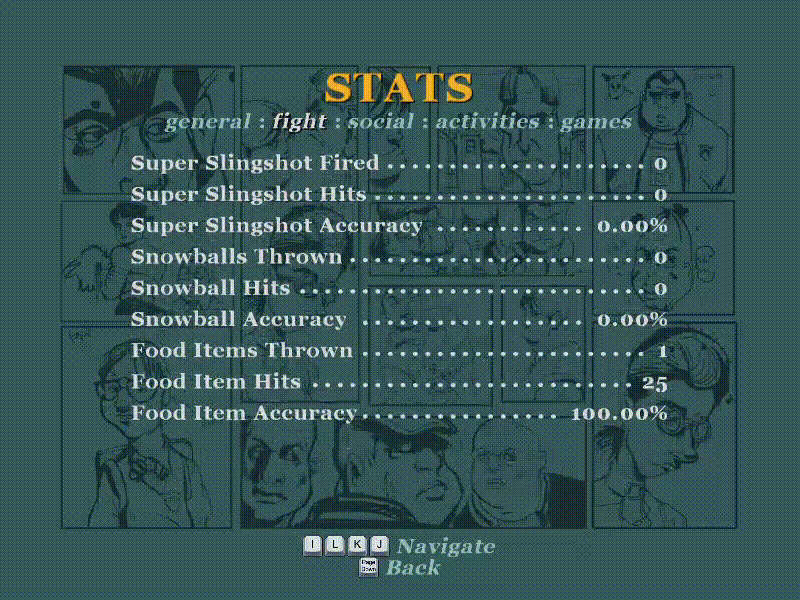 STATS
general : fight : social : activities : games
Super Slingshot Fired ........................ 0
Super Slingshot Hits ......................... 0
Super Slingshot Accuracy ............ 0.00%
Snowballs Thrown ........................... 0
Snowball Hits ................................ 0
Snowball Accuracy ................... 0.00%
Food Items Thrown .......................... 1
Food Item Hits .............................. 25
Food Item Accuracy ................. 100.00%
I L K J Navigate
Page Down Back